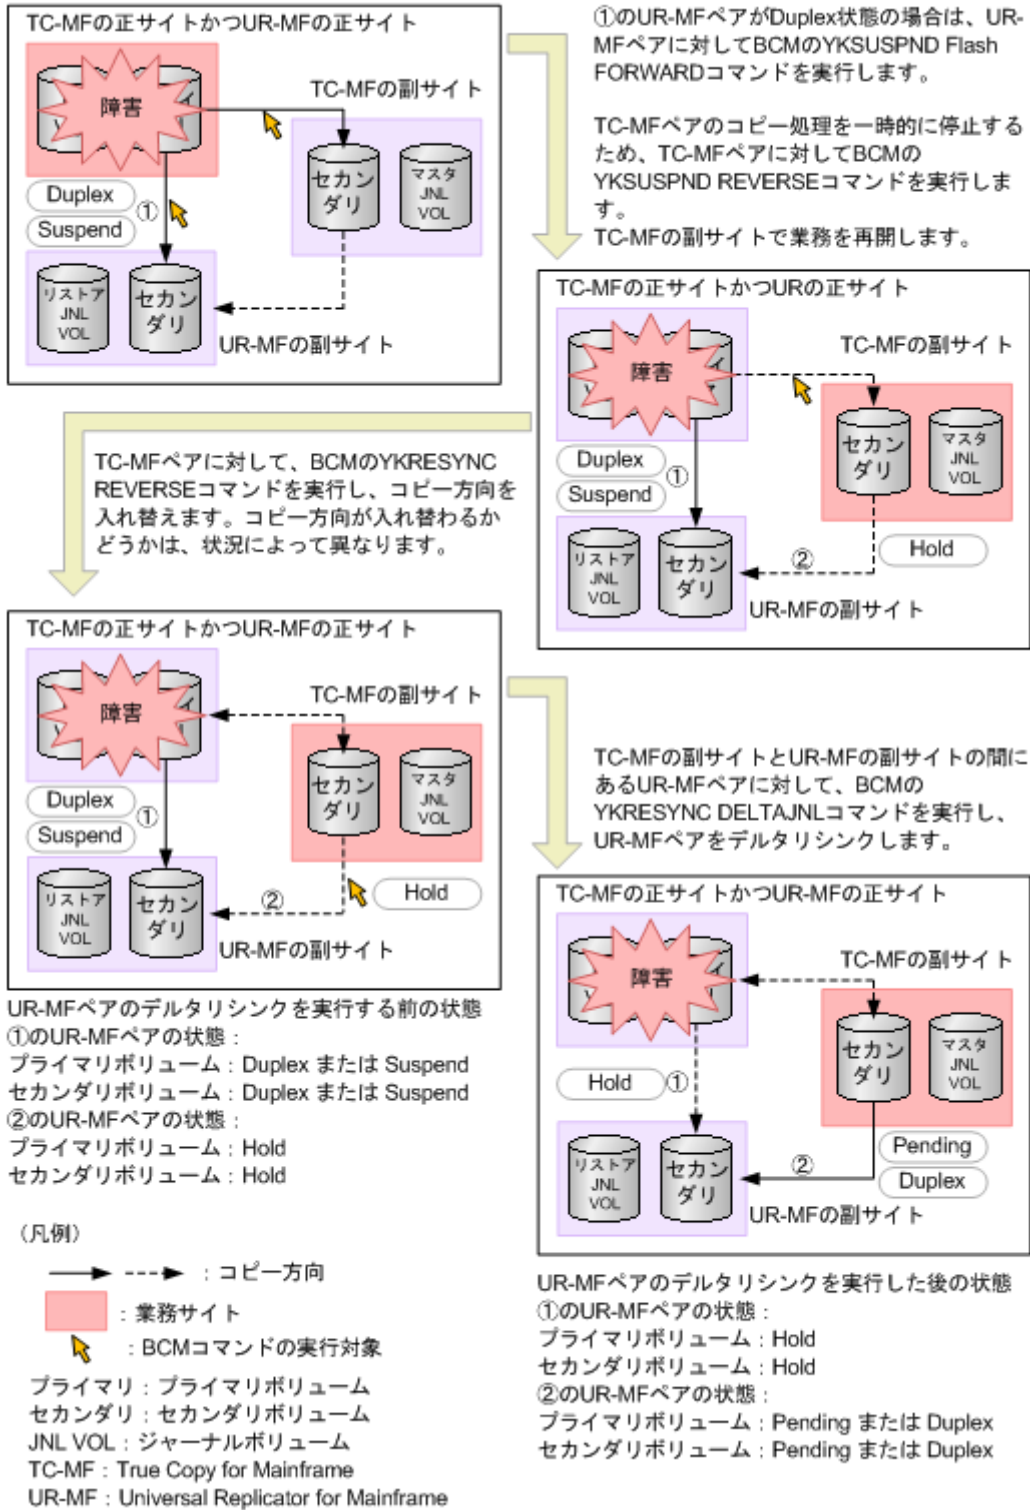 TC-MFの正サイトかつUR-MFの正サイト
障害
TC-MFの副サイト
Duplex
Suspend
①
セカン
ダリ
マスタ
JNL
VOL
リストア
JNL
VOL
セカン
ダリ
UR-MFの副サイト
①のUR-MFペアがDuplex状態の場合は、UR-
MFペアに対してBCMのYKSUSPND Flash
FORWARDコマンドを実行します。
TC-MFペアのコピー処理を一時的に停止する
ため、TC-MFペアに対してBCMの
YKSUSPND REVERSEコマンドを実行しま
す。
TC-MFの副サイトで業務を再開します。
TC-MFの正サイトかつURの正サイト
障害
TC-MFの副サイト
Duplex
Suspend
①
セカン
ダリ
マスタ
JNL
VOL
Hold
②
リストア
JNL
VOL
セカン
ダリ
UR-MFの副サイト
TC-MFペアに対して、BCMのYKRESYNC
REVERSEコマンドを実行し、コピー方向を
入れ替えます。コピー方向が入れ替わるか
どうかは、状況によって異なります。
TC-MFの正サイトかつUR-MFの正サイト
障害
イ
TC-MFの副サイト
Duplex
Suspend
①
セカン
ダリ
マスタ
JNL
VOL
Hold
②
リストア
JNL
VOL
セカン
ダリ
UR-MFの副サイト
TC-MFの副サイトとUR-MFの副サイトの間に
あるUR-MFペアに対して、BCMの
YKRESYNC DELTAJNLコマンドを実行し、
UR-MFペアをデルタリシンクします。
TC-MFの正サイトかつUR-MFの正サイト
障害
イ
TC-MFの副サイト
Hold
①
セカン
ダリ
マスタ
JNL
VOL
Pending
Duplex
②
リストア
JNL
VOL
セカン
ダリ
UR-MFの副サイト
UR-MFペアのデルタリシンクを実行する前の状態
①のUR-MFペアの状態：
プライマリボリューム：Duplex または Suspend
セカンダリボリューム：Duplex または Suspend
②のUR-MFペアの状態：
プライマリボリューム：Hold
セカンダリボリューム：Hold
UR-MFペアのデルタリシンクを実行した後の状態
①のUR-MFペアの状態：
プライマリボリューム：Hold
セカンダリボリューム：Hold
②のUR-MFペアの状態：
プライマリボリューム：Pending または Duplex
セカンダリボリューム：Pending または Duplex
（凡例）
：コピー方向
：業務サイト
：BCMコマンドの実行対象
プライマリ：プライマリボリューム
セカンダリ：セカンダリボリューム
JNL VOL：ジャーナルボリューム
TC-MF：True Copy for Mainframe
UR-MF：Universal Replicator for Mainframe